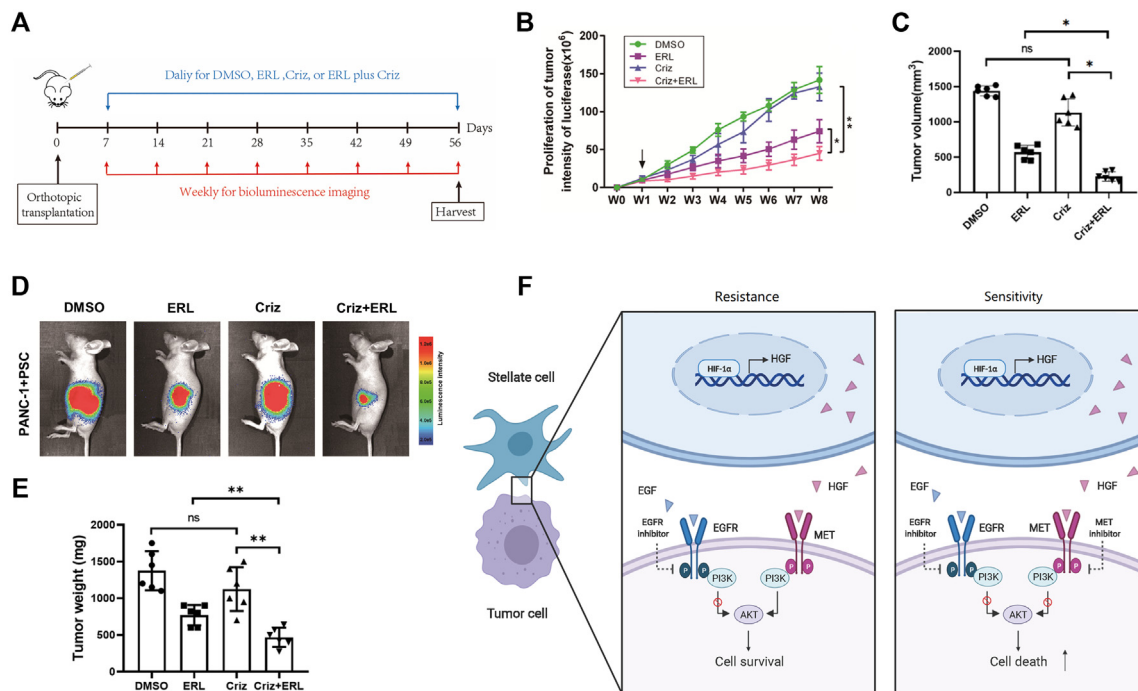 A
Daliy for DMSO, ERL ,Criz, or ERL plus Criz
Days
0 7 14 21 28 35 42 49 56
Weekly for bioluminescence imaging
Orthotopic
transplantation
Harvest
B
Proliferation of tumor
intensity of luciferase(x10⁶)
200
150
100
50
0
DMSO
ERL
Criz
Criz+ERL
**
*
W0 W1 W2 W3 W4 W5 W6 W7 W8
C
Tumor volume(mm³)
2000
1500
1000
500
0
*
ns
*
DMSO
ERL
Criz
Criz+ERL
D
DMSO ERL Criz Criz+ERL
PANC-1+PSC
Luminescence Intensity
E
Tumor weight (mg)
2000
1500
1000
500
0
**
ns
**
DMSO ERL Criz Criz+ERL
F
Stellate cell
Tumor cell
Resistance
HIF-1α
HGF
HGF
EGF
EGFR
inhibitor
EGFR
MET
P P P P
PI3K PI3K
AKT
Cell survival
Sensitivity
HIF-1α
HGF
HGF
EGF
EGFR
inhibitor
EGFR
MET
MET
inhibitor
P P P P
PI3K PI3K
AKT
Cell death